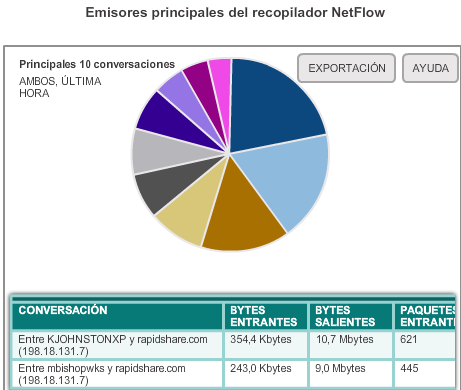 Emisores principales del recopilador NetFlow
Principales 10 conversaciones
AMBOS, ÚLTIMA
HORA
EXPORTACIÓN
AYUDA
CONVERSACIÓN BYTES ENTRANTES BYTES SALIENTES PAQUETES ENTRANT
Entre KJOHNSTONXP y rapidshare.com 354,4 Kbytes 10,7 Mbytes 621
(198.18.131.7)
Entre mbishopwks y rapidshare.com 243,0 Kbytes 9,0 Mbytes 445
(198.18.131.7)